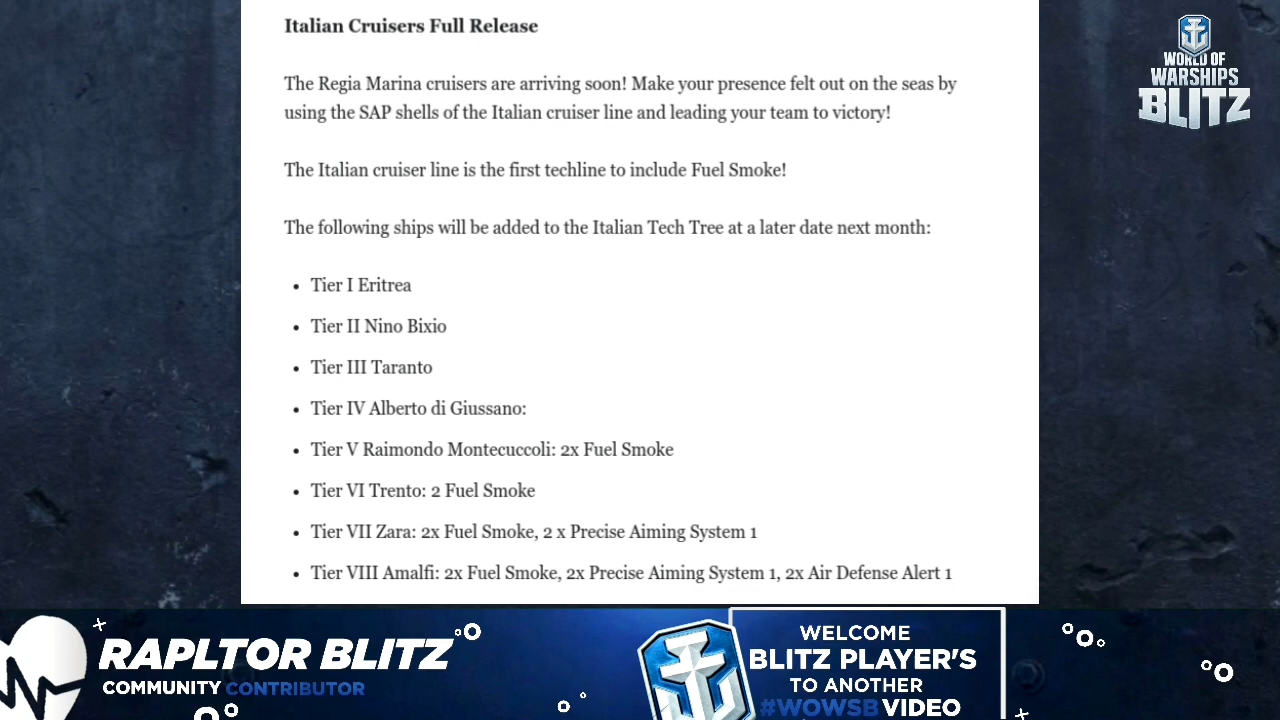 Italian Cruisers Full Release
The Regia Marina cruisers are arriving soon! Make your presence felt out on the seas by
using the SAP shells of the Italian cruiser line and leading your team to victory!
The Italian cruiser line is the first techline to include Fuel Smoke!
The following ships will be added to the Italian Tech Tree at a later date next month:
• Tier I Eritrea
• Tier II Nino Bixio
• Tier III Taranto
• Tier IV Alberto di Giussano:
• Tier V Raimondo Montecuccoli: 2x Fuel Smoke
• Tier VI Trento: 2 Fuel Smoke
• Tier VII Zara: 2x Fuel Smoke, 2 x Precise Aiming System 1
• Tier VIII Amalfi: 2x Fuel Smoke, 2x Precise Aiming System 1, 2x Air Defense Alert 1
WORLD OF
WARSHIPS
BLITZ
RAPLTOR BLITZ
COMMUNITY CONTRIBUTOR
WELCOME
BLITZ PLAYER'S
TO ANOTHER
#WOWSB VIDEO